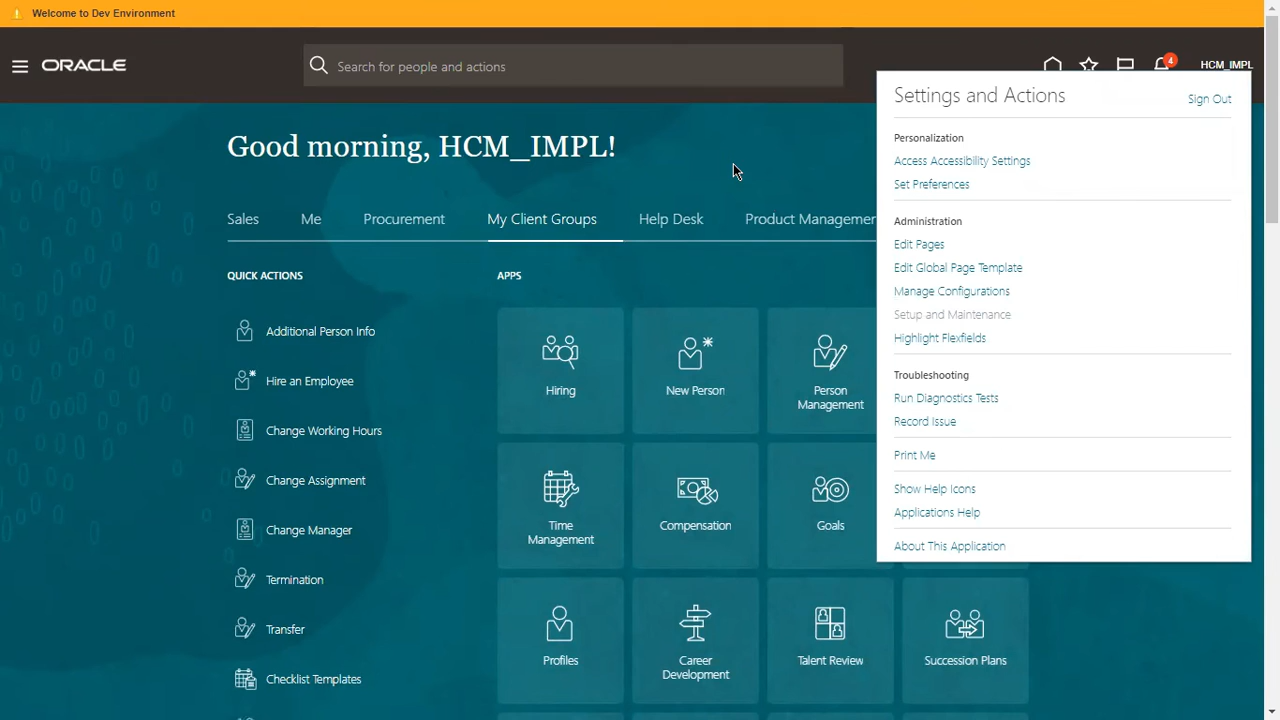 Welcome to Dev Environment
ORACLE
Search for people and actions
4
HCM_IMPL
Good morning, HCM_IMPL!
Sales
Me
Procurement
My Client Groups
Help Desk
Product Managemen
QUICK ACTIONS
Additional Person Info
Hire an Employee
Change Working Hours
Change Assignment
Change Manager
Termination
Transfer
Checklist Templates
APPS
Hiring
New Person
Person
Management
Time
Management
Compensation
Goals
Profiles
Career
Development
Talent Review
Succession Plans
Settings and Actions
Sign Out
Personalization
Access Accessibility Settings
Set Preferences
Administration
Edit Pages
Edit Global Page Template
Manage Configurations
Setup and Maintenance
Highlight Flexfields
Troubleshooting
Run Diagnostics Tests
Record Issue
Print Me
Show Help Icons
Applications Help
About This Application